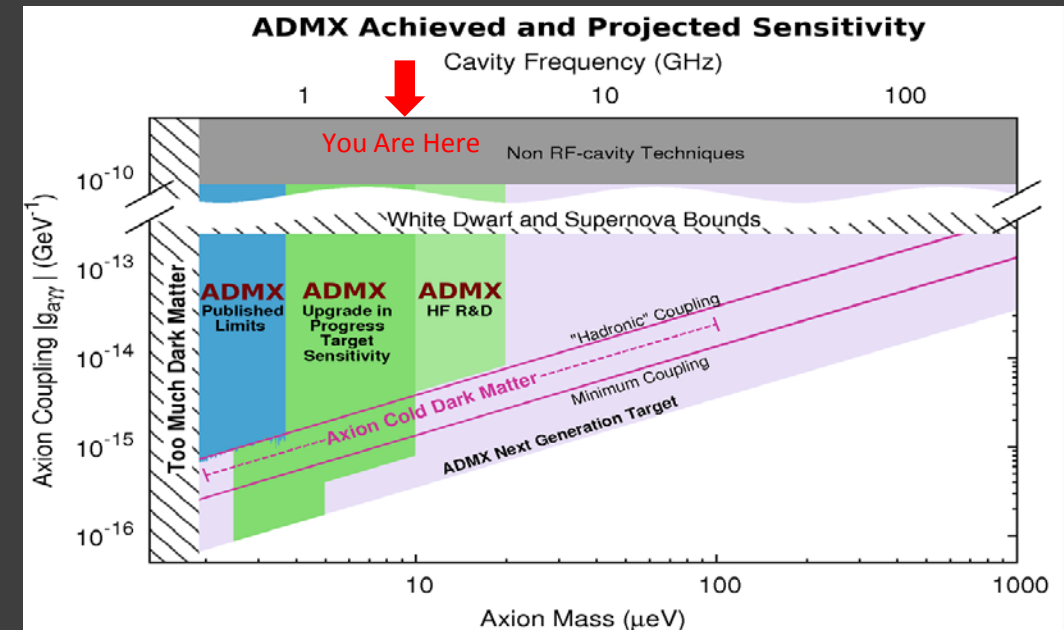 ADMX Achieved and Projected Sensitivity
Cavity Frequency (GHz)
1 10 100
You Are Here
Non RF-cavity Techniques
10⁻¹⁰
White Dwarf and Supernova Bounds
10⁻¹³
10⁻¹⁴
10⁻¹⁵
10⁻¹⁶
Axion Coupling |gaγγ | (GeV⁻¹)
Too Much Dark Matter
ADMX
Published
Limits
ADMX
Upgrade in
Progress
Target
Sensitivity
ADMX
HF R&D
"Hadronic" Coupling
Axion Cold Dark Matter
Minimum Coupling
ADMX Next Generation Target
10 100 1000
Axion Mass (μeV)